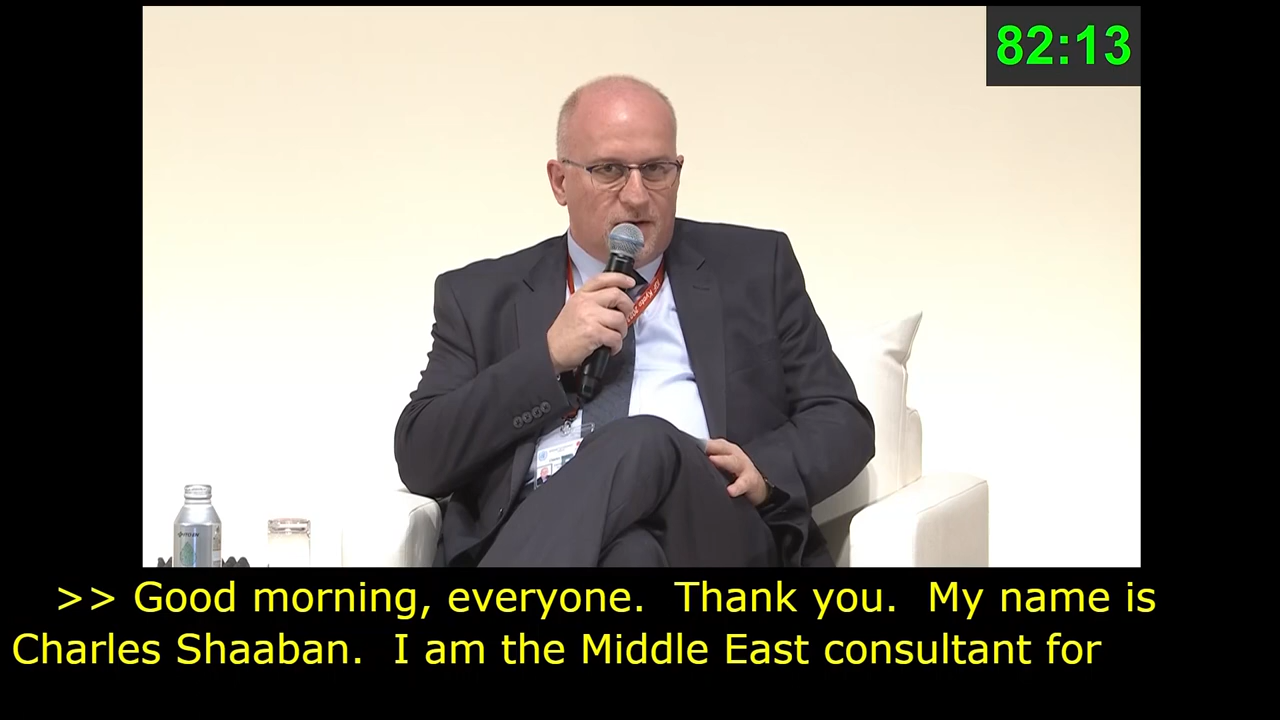 82:13
>> Good morning, everyone.  Thank you.  My name is
Charles Shaaban.  I am the Middle East consultant for